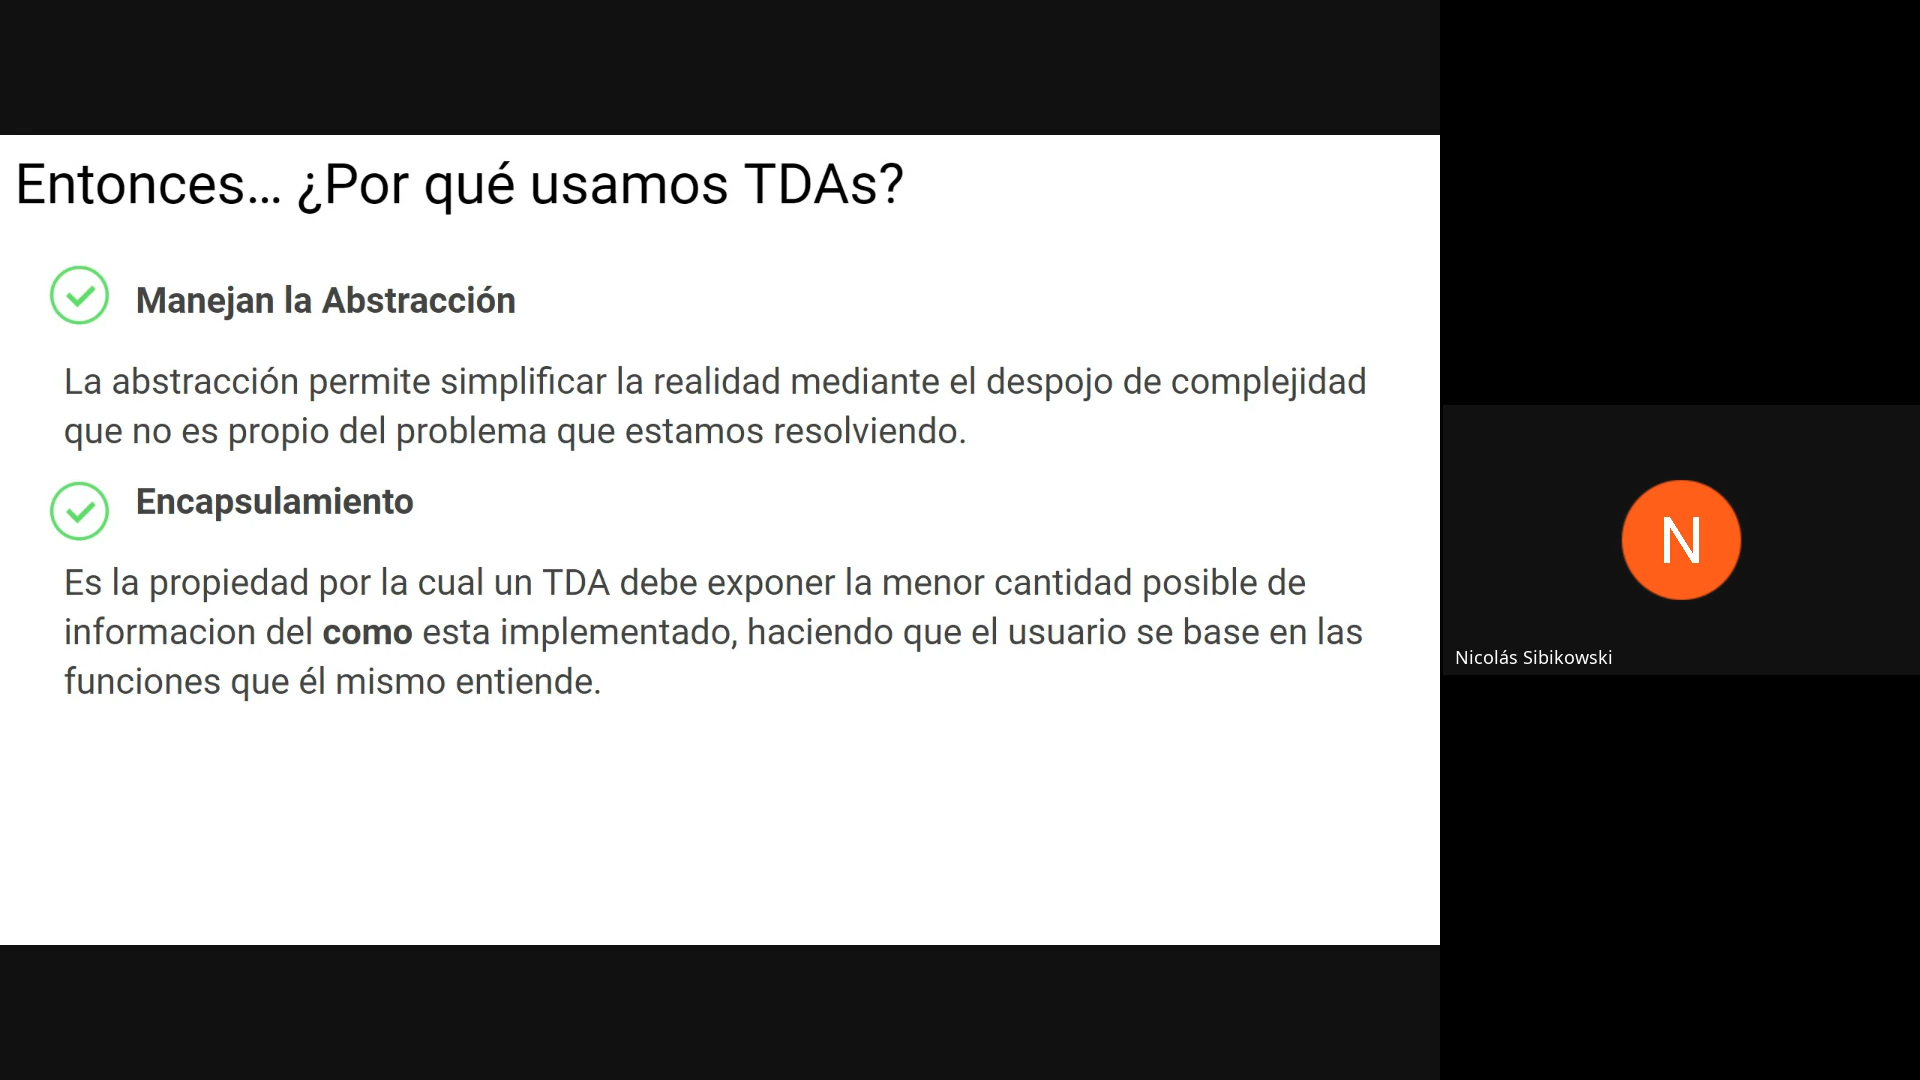 Entonces... ¿Por qué usamos TDAs?
Manejan la Abstracción
La abstracción permite simplificar la realidad mediante el despojo de complejidad
que no es propio del problema que estamos resolviendo.
Encapsulamiento
Es la propiedad por la cual un TDA debe exponer la menor cantidad posible de
informacion del como esta implementado, haciendo que el usuario se base en las
funciones que él mismo entiende.
N
Nicolás Sibikowski